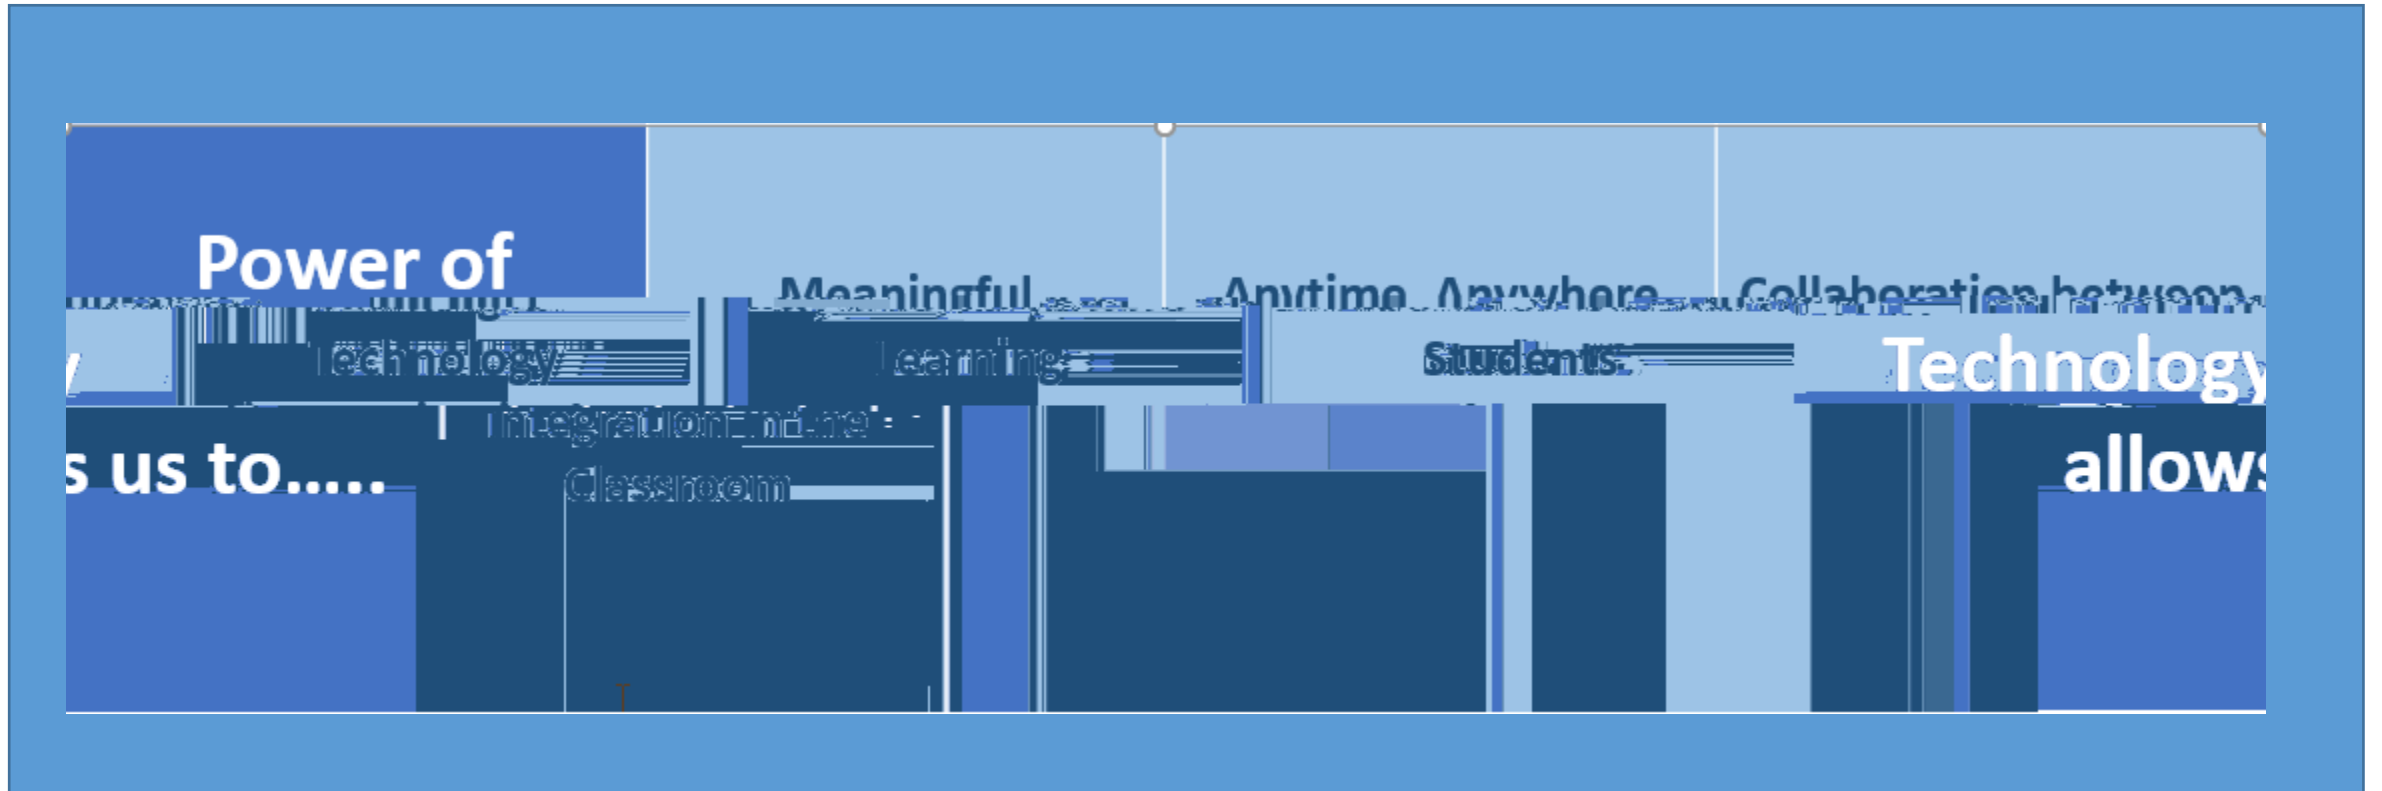 Power of
Meaningful
Anytime, Anywhere
Collaboration between
Technology
Learning
Students
Technology
s us to.....
Integration in the
allows
Classroom